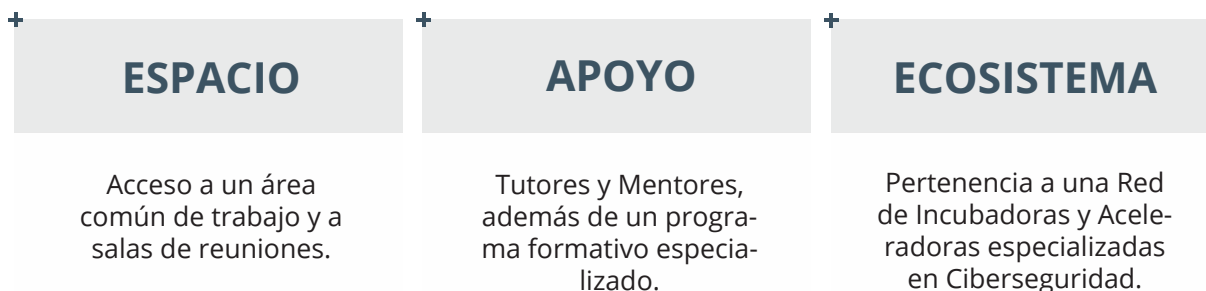 ESPACIO
Acceso a un área
común de trabajo y a
salas de reuniones.
APOYO
Tutores y Mentores,
además de un progra-
ma formativo especia-
lizado.
ECOSISTEMA
Pertenencia a una Red
de Incubadoras y Acele-
radoras especializadas
en Ciberseguridad.